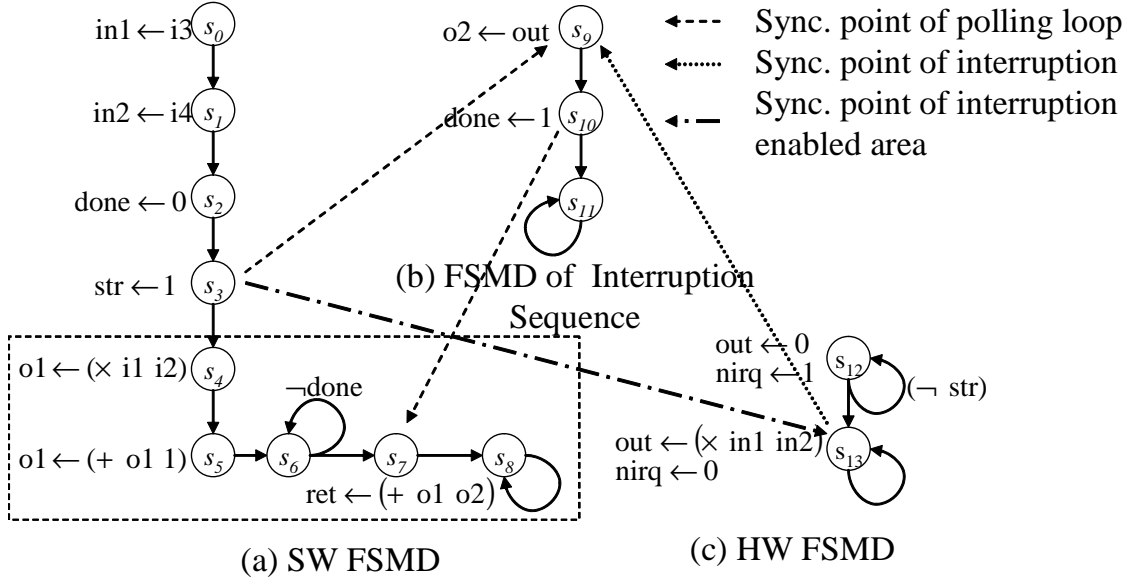 in1 ← i3
s0
in2 ← i4
s1
done ← 0
s2
str ← 1
s3
o1 ← (× i1 i2)
s4
o1 ← (+ o1 1)
s5
¬done
s6
s7
s8
ret ← (+ o1 o2)
(a) SW FSMD
o2 ← out
s9
done ← 1
s10
s11
(b) FSMD of Interruption
Sequence
Sync. point of polling loop
Sync. point of interruption
Sync. point of interruption
enabled area
out ← 0
nirq ← 1
s12
(¬ str)
out ← (× in1 in2)
nirq ← 0
s13
(c) HW FSMD